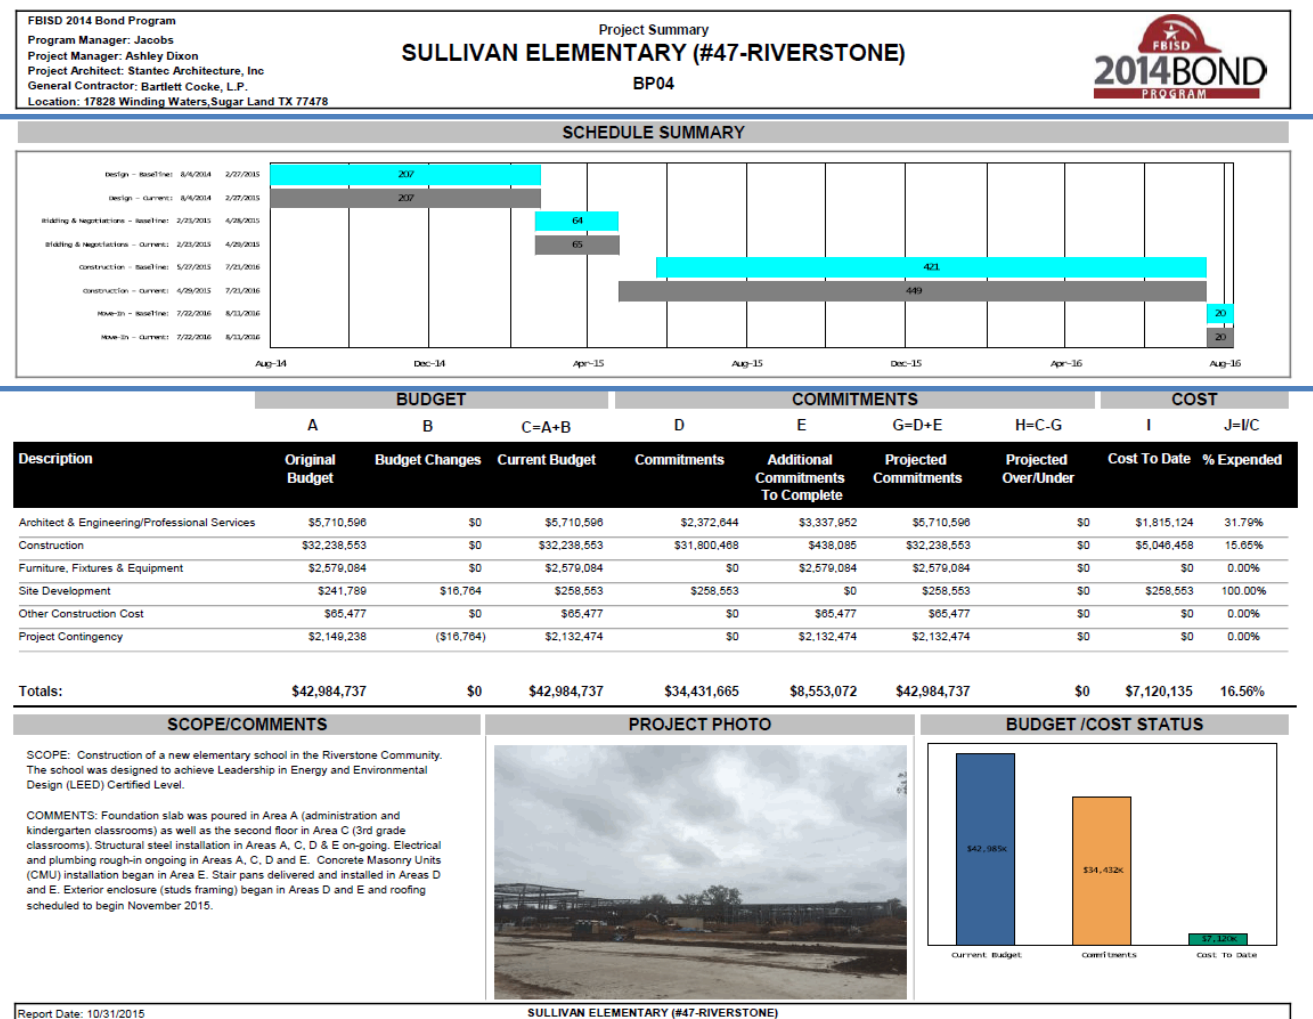 FBISD 2014 Bond Program
Program Manager: Jacobs
Project Manager: Ashley Dixon
Project Architect: Stantec Architecture, Inc
General Contractor: Bartlett Cocke, L.P.
Location: 17828 Winding Waters,Sugar Land TX 77478
Project Summary
SULLIVAN ELEMENTARY (#47-RIVERSTONE)
BP04
FBISD
2014BOND
PROGRAM
SCHEDULE SUMMARY
Design - Baseline: 8/4/2014 2/27/2015 207
Design - Current: 8/4/2014 2/27/2015 207
Bidding & Negotiations - Baseline: 2/23/2015 4/28/2015 64
Bidding & Negotiations - Current: 2/23/2015 4/29/2015 65
Construction - Baseline: 5/27/2015 7/21/2016 421
Construction - Current: 4/29/2015 7/21/2016 449
Move-In - Baseline: 7/22/2016 8/11/2016 20
Move-In - Current: 7/22/2016 8/11/2016 20
Aug-14 Dec-14 Apr-15 Aug-15 Dec-15 Apr-16 Aug-16
BUDGET COMMITMENTS COST
A B C=A+B D E G=D+E H=C-G I J=I/C
Description Original Budget Budget Changes Current Budget Commitments Additional Commitments To Complete Projected Commitments Projected Over/Under Cost To Date % Expended
Architect & Engineering/Professional Services $5,710,596 $0 $5,710,596 $2,372,644 $3,337,952 $5,710,596 $0 $1,815,124 31.79%
Construction $32,238,553 $0 $32,238,553 $31,800,468 $438,085 $32,238,553 $0 $5,046,458 15.65%
Furniture, Fixtures & Equipment $2,579,084 $0 $2,579,084 $0 $2,579,084 $2,579,084 $0 $0 0.00%
Site Development $241,789 $16,764 $258,553 $258,553 $0 $258,553 $0 $258,553 100.00%
Other Construction Cost $65,477 $0 $65,477 $0 $65,477 $65,477 $0 $0 0.00%
Project Contingency $2,149,238 ($16,764) $2,132,474 $0 $2,132,474 $2,132,474 $0 $0 0.00%
Totals: $42,984,737 $0 $42,984,737 $34,431,665 $8,553,072 $42,984,737 $0 $7,120,135 16.56%
SCOPE/COMMENTS
SCOPE: Construction of a new elementary school in the Riverstone Community.
The school was designed to achieve Leadership in Energy and Environmental
Design (LEED) Certified Level.
COMMENTS: Foundation slab was poured in Area A (administration and
kindergarten classrooms) as well as the second floor in Area C (3rd grade
classrooms). Structural steel installation in Areas A, C, D & E on-going. Electrical
and plumbing rough-in ongoing in Areas A, C, D and E. Concrete Masonry Units
(CMU) installation began in Area E. Stair pans delivered and installed in Areas D
and E. Exterior enclosure (studs framing) began in Areas D and E and roofing
scheduled to begin November 2015.
PROJECT PHOTO
BUDGET /COST STATUS
$42,985K
$34,432K
$7,120K
Current Budget Commitments Cost To Date
Report Date: 10/31/2015
SULLIVAN ELEMENTARY (#47-RIVERSTONE)